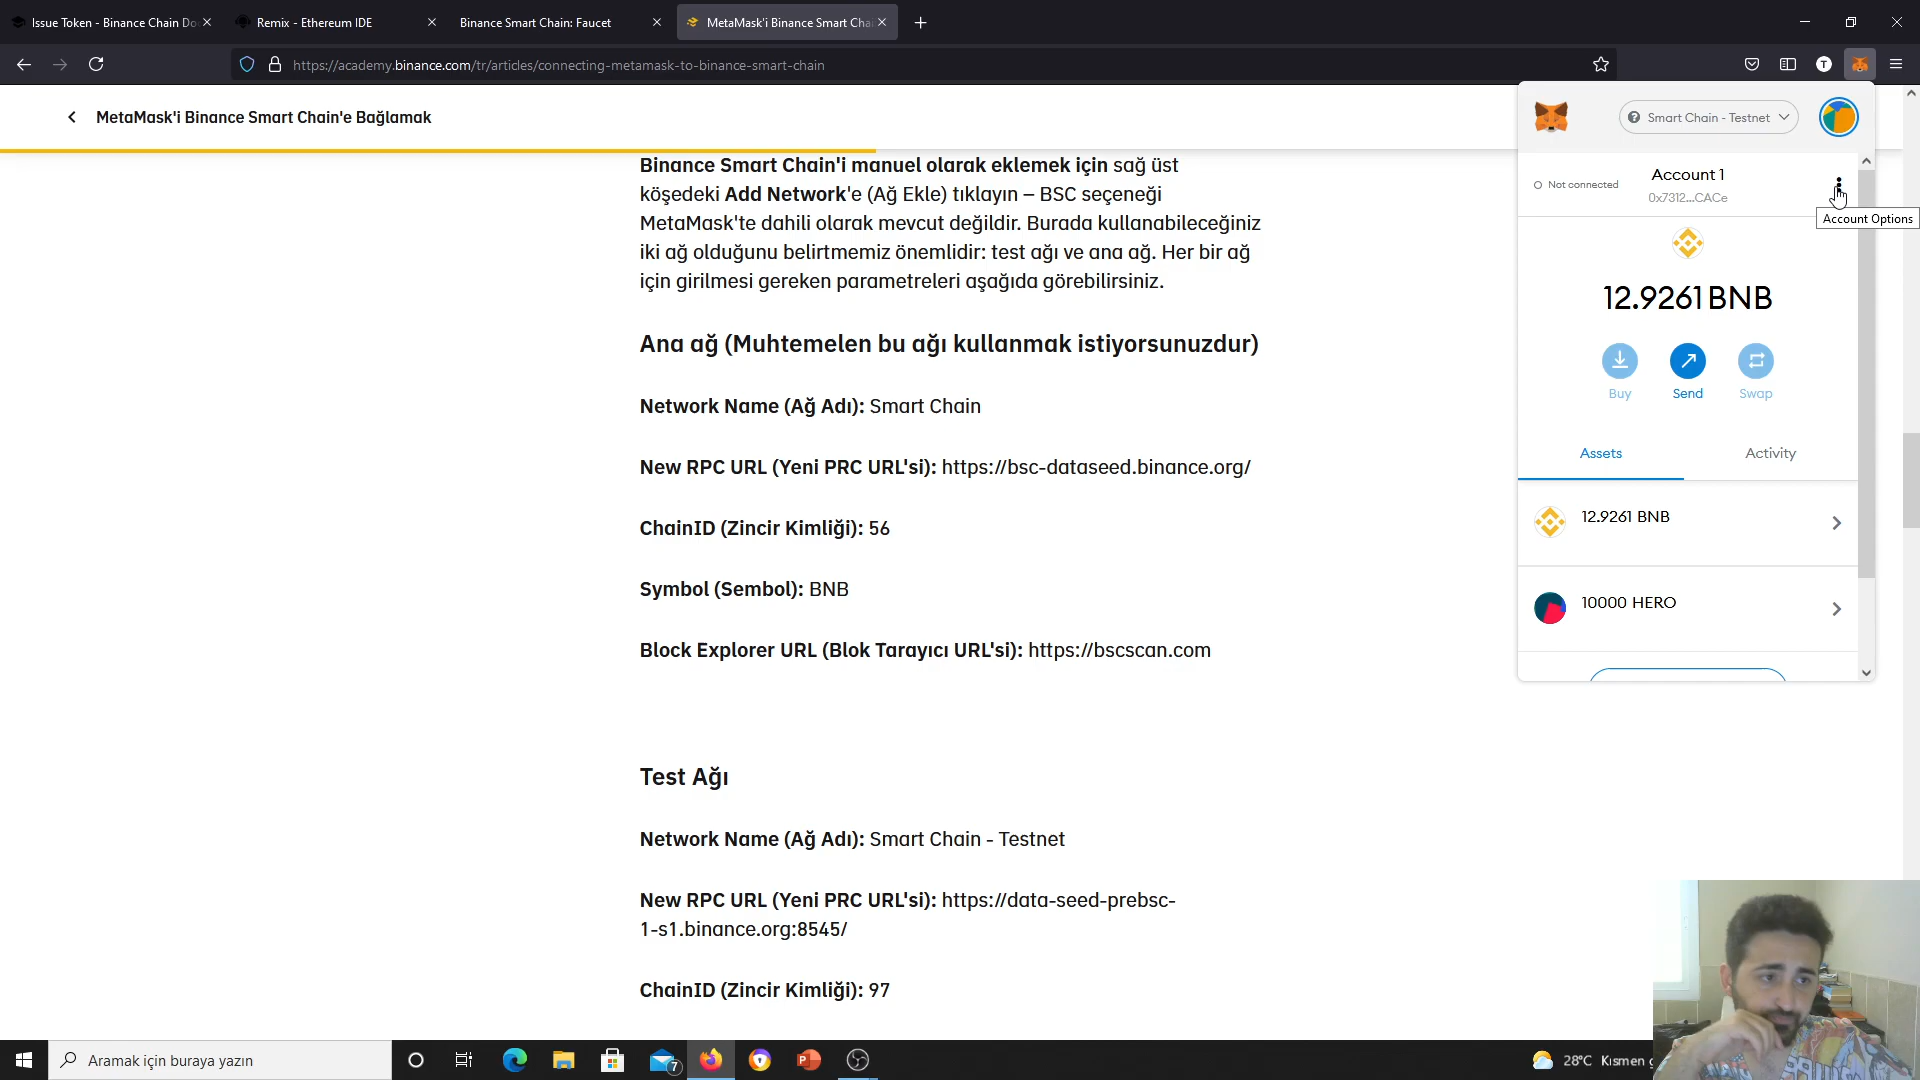 Issue Token - Binance Chain Do
Remix - Ethereum IDE
Binance Smart Chain: Faucet
MetaMask'i Binance Smart Cha
https://academy.binance.com/tr/articles/connecting-metamask-to-binance-smart-chain
T
MetaMask'i Binance Smart Chain'e Bağlamak
Binance Smart Chain'i manuel olarak eklemek için sağ üst
köşedeki Add Network'e (Ağ Ekle) tıklayın – BSC seçeneği
MetaMask'te dahili olarak mevcut değildir. Burada kullanabileceğiniz
iki ağ olduğunu belirtmemiz önemlidir: test ağı ve ana ağ. Her bir ağ
için girilmesi gereken parametreleri aşağıda görebilirsiniz.
Ana ağ (Muhtemelen bu ağı kullanmak istiyorsunuzdur)
Network Name (Ağ Adı): Smart Chain
New RPC URL (Yeni PRC URL'si): https://bsc-dataseed.binance.org/
ChainID (Zincir Kimliği): 56
Symbol (Sembol): BNB
Block Explorer URL (Blok Tarayıcı URL'si): https://bscscan.com
Test Ağı
Network Name (Ağ Adı): Smart Chain - Testnet
New RPC URL (Yeni PRC URL'si): https://data-seed-prebsc-
1-s1.binance.org:8545/
ChainID (Zincir Kimliği): 97
? Smart Chain - Testnet
Not connected
Account 1
0x7312...CACe
Account Options
12.9261 BNB
Buy
Send
Swap
Assets
Activity
12.9261 BNB
10000 HERO
Aramak için buraya yazın
7
P
28°C Kısmen